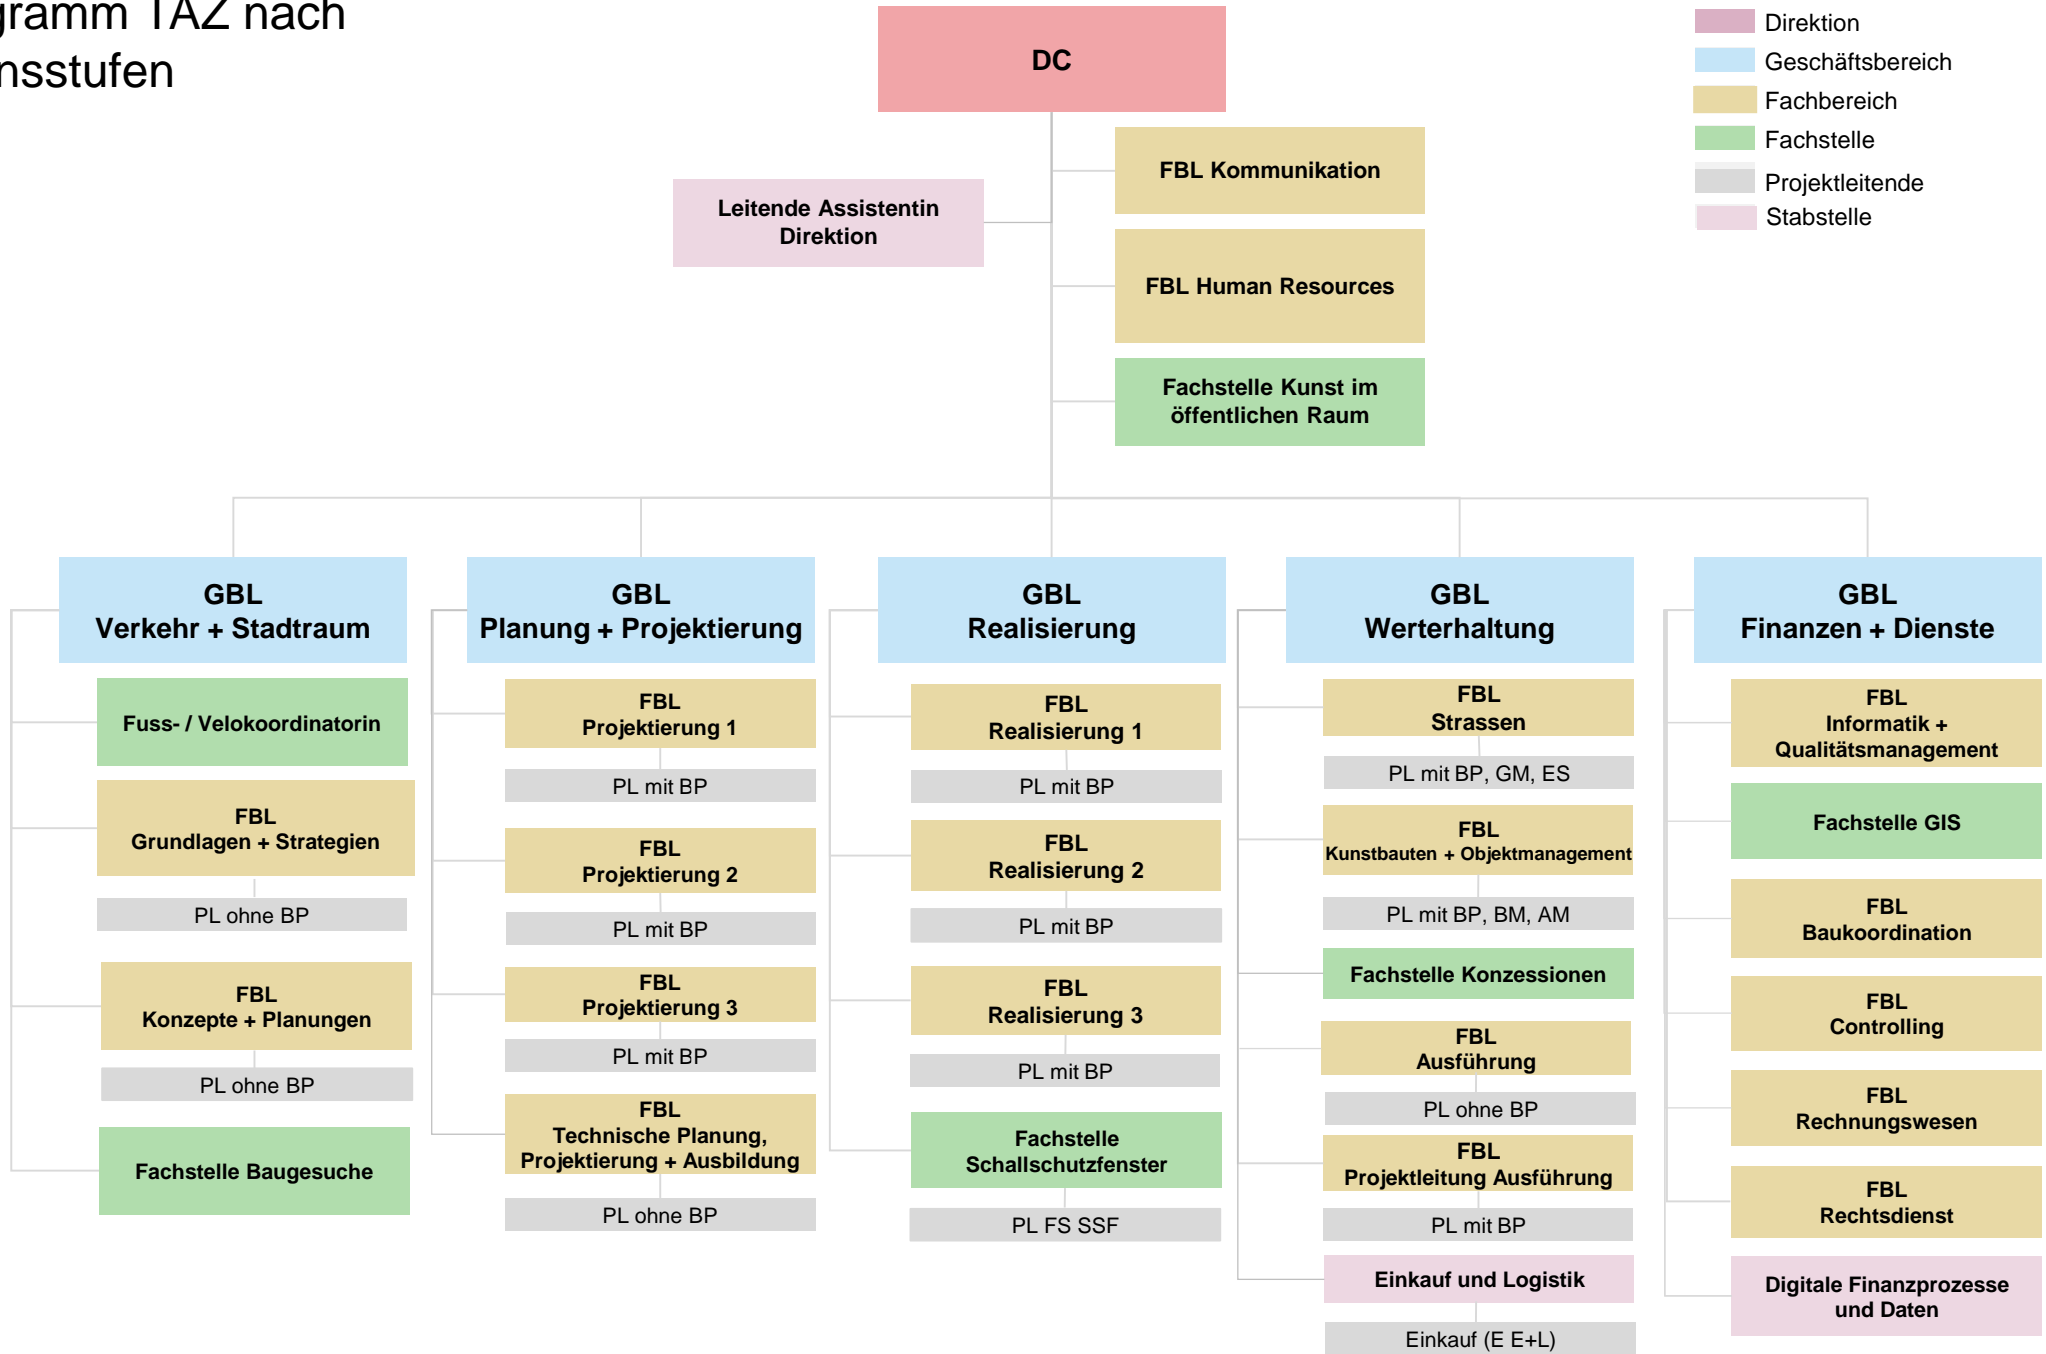 gramm TAZ nach
nsstufen
DC
Direktion
Geschäftsbereich
Fachbereich
Fachstelle
Projektleitende
Stabstelle
FBL Kommunikation
Leitende Assistentin
Direktion
FBL Human Resources
Fachstelle Kunst im
öffentlichen Raum
GBL
Verkehr + Stadtraum
Fuss- / Velokoordinatorin
FBL
Grundlagen + Strategien
PL ohne BP
FBL
Konzepte + Planungen
PL ohne BP
Fachstelle Baugesuche
GBL
Planung + Projektierung
FBL
Projektierung 1
PL mit BP
FBL
Projektierung 2
PL mit BP
FBL
Projektierung 3
PL mit BP
FBL
Technische Planung,
Projektierung + Ausbildung
PL ohne BP
GBL
Realisierung
FBL
Realisierung 1
PL mit BP
FBL
Realisierung 2
PL mit BP
FBL
Realisierung 3
PL mit BP
Fachstelle
Schallschutzfenster
PL FS SSF
GBL
Werterhaltung
FBL
Strassen
PL mit BP, GM, ES
FBL
Kunstbauten + Objektmanagement
PL mit BP, BM, AM
Fachstelle Konzessionen
FBL
Ausführung
PL ohne BP
FBL
Projektleitung Ausführung
PL mit BP
Einkauf und Logistik
Einkauf (E E+L)
GBL
Finanzen + Dienste
FBL
Informatik +
Qualitätsmanagement
Fachstelle GIS
FBL
Baukoordination
FBL
Controlling
FBL
Rechnungswesen
FBL
Rechtsdienst
Digitale Finanzprozesse
und Daten